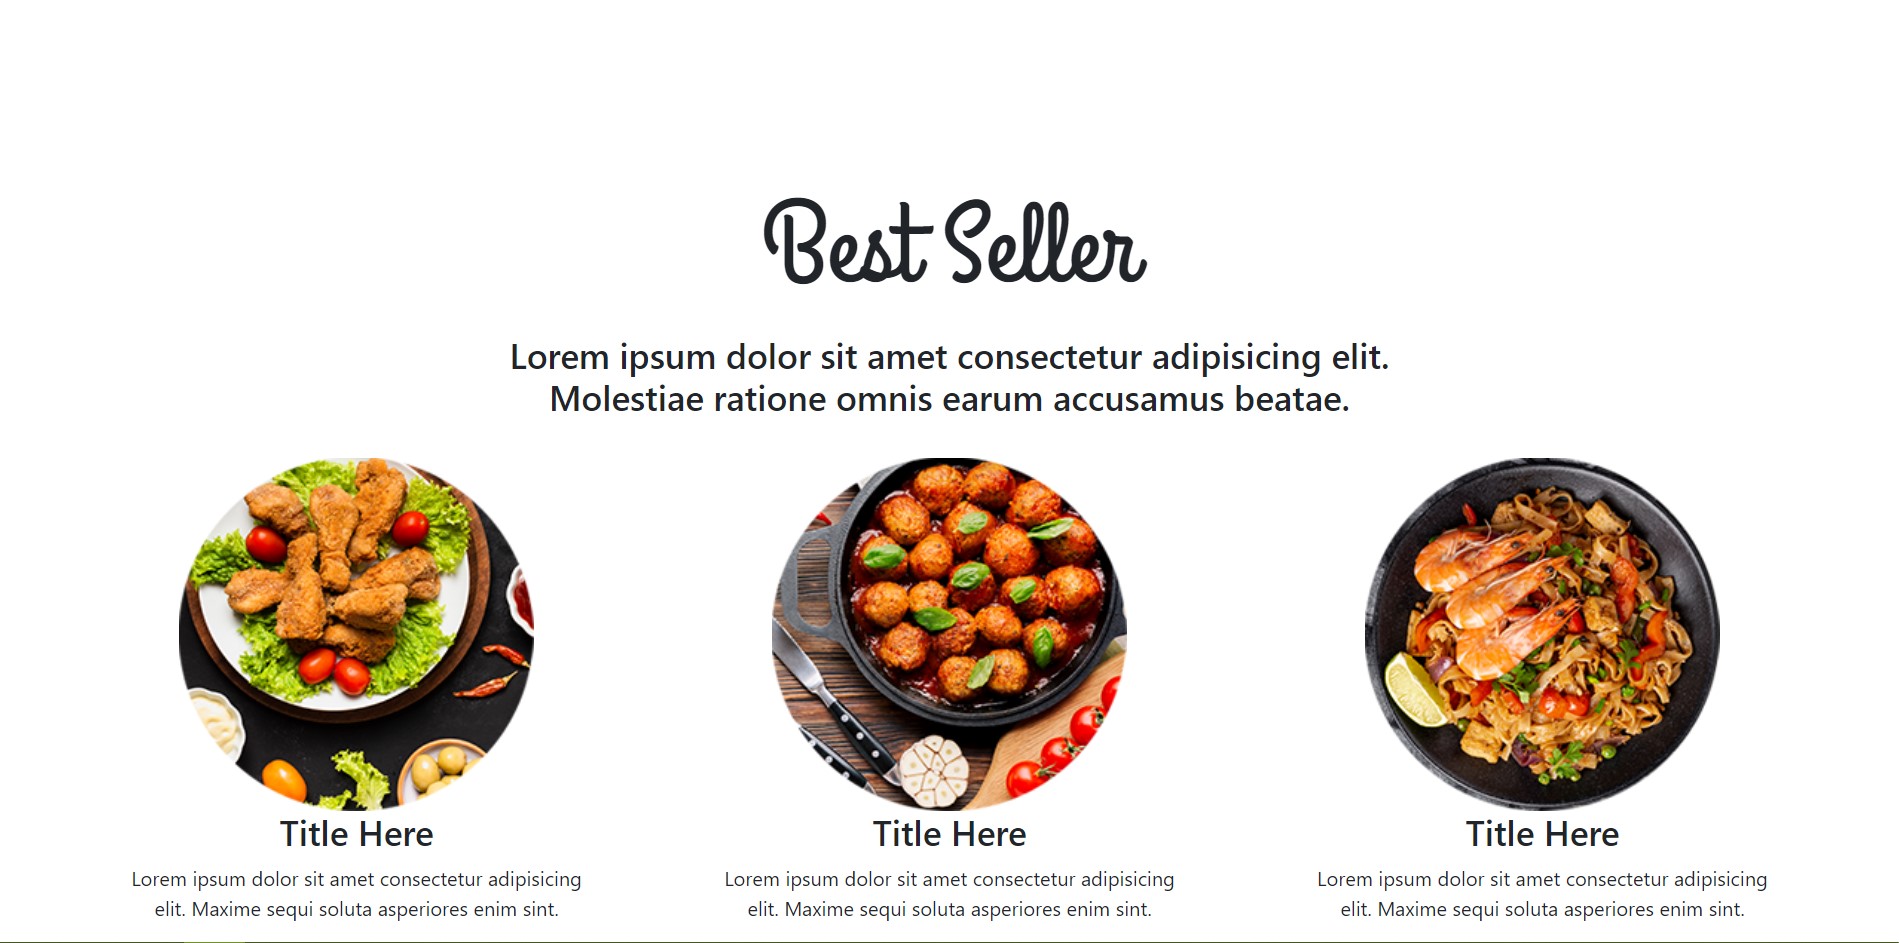 Best Seller
Lorem ipsum dolor sit amet consectetur adipisicing elit.
Molestiae ratione omnis earum accusamus beatae.
Title Here
Lorem ipsum dolor sit amet consectetur adipisicing
elit. Maxime sequi soluta asperiores enim sint.
Title Here
Lorem ipsum dolor sit amet consectetur adipisicing
elit. Maxime sequi soluta asperiores enim sint.
Title Here
Lorem ipsum dolor sit amet consectetur adipisicing
elit. Maxime sequi soluta asperiores enim sint.